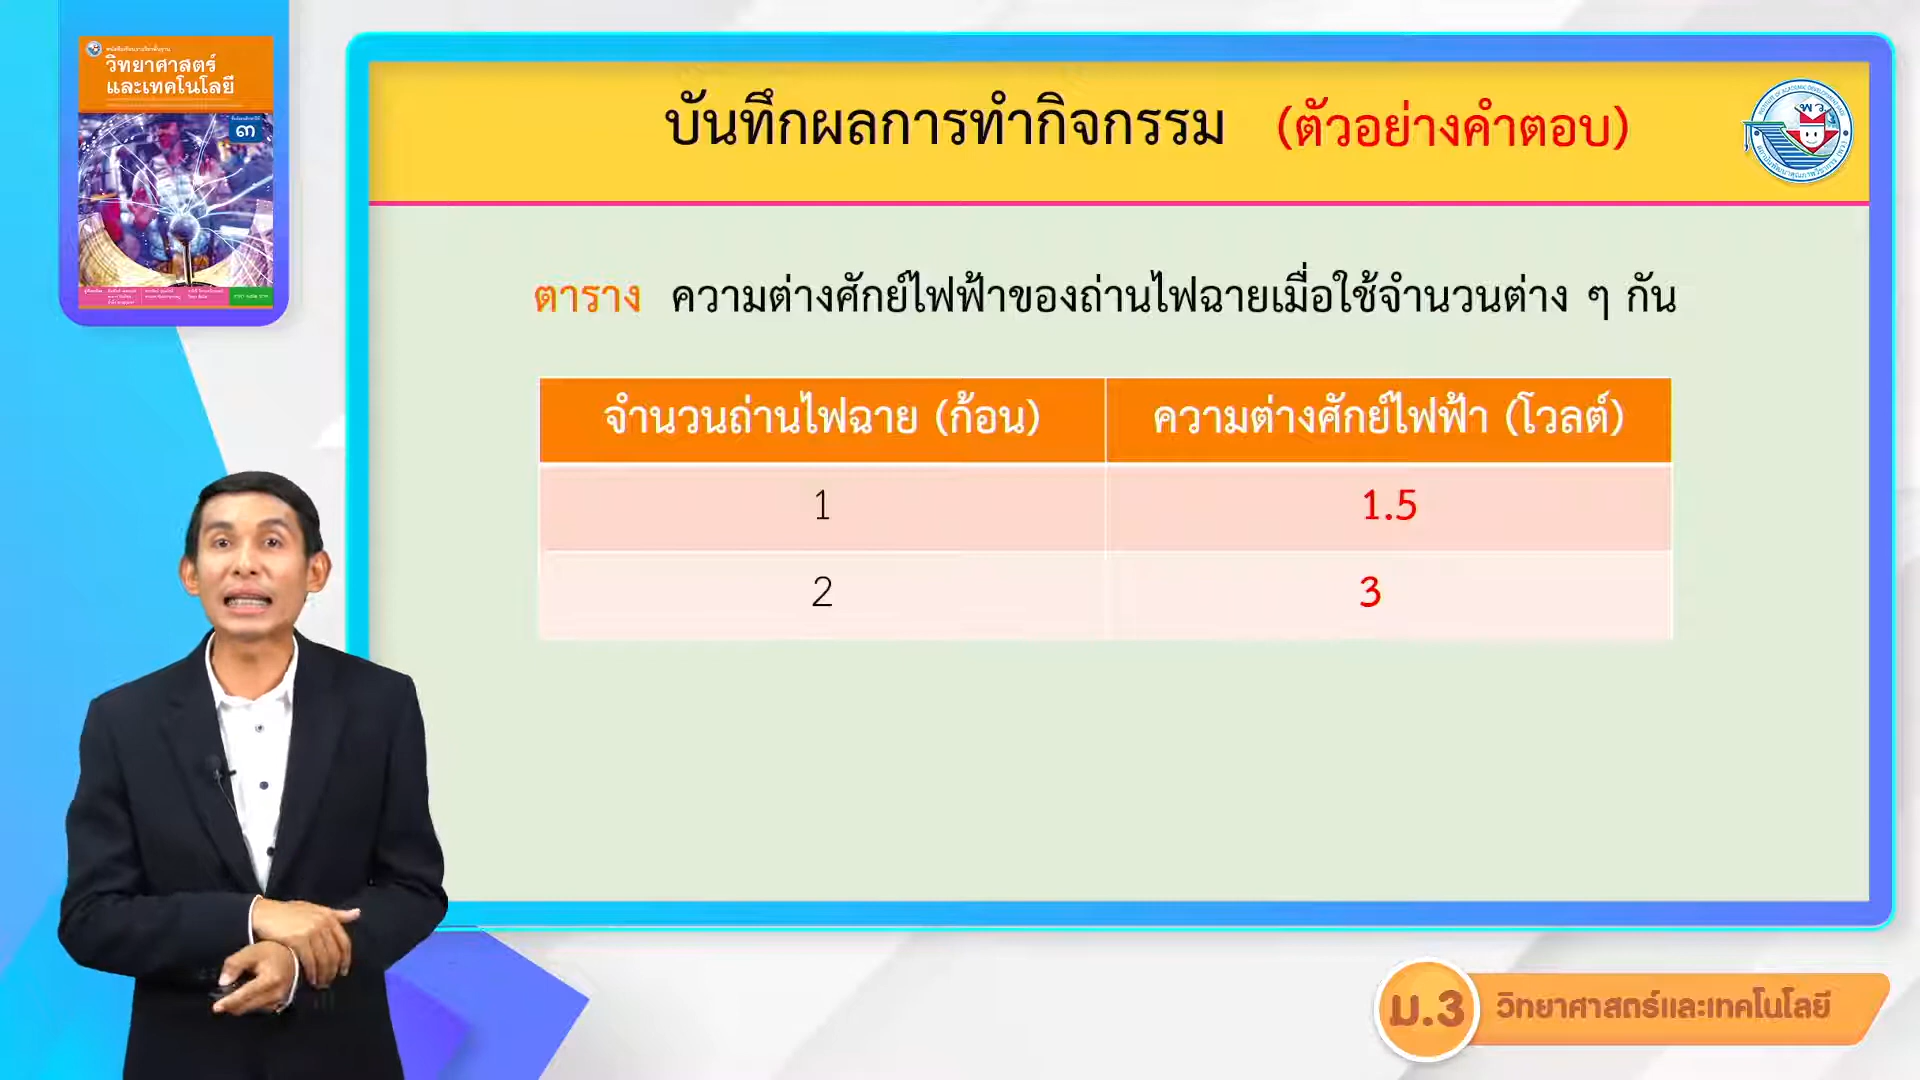 วิทยาศาสตร์
และเทคโนโลยี
๓
บันทึกผลการทำกิจกรรม (ตัวอย่างคำตอบ)
พว
ตาราง ความต่างศักย์ไฟฟ้าของถ่านไฟฉายเมื่อใช้จำนวนต่าง ๆ กัน
จำนวนถ่านไฟฉาย (ก้อน) ความต่างศักย์ไฟฟ้า (โวลต์)
1 1.5
2 3
ม.3 วิทยาศาสตร์และเทคโนโลยี